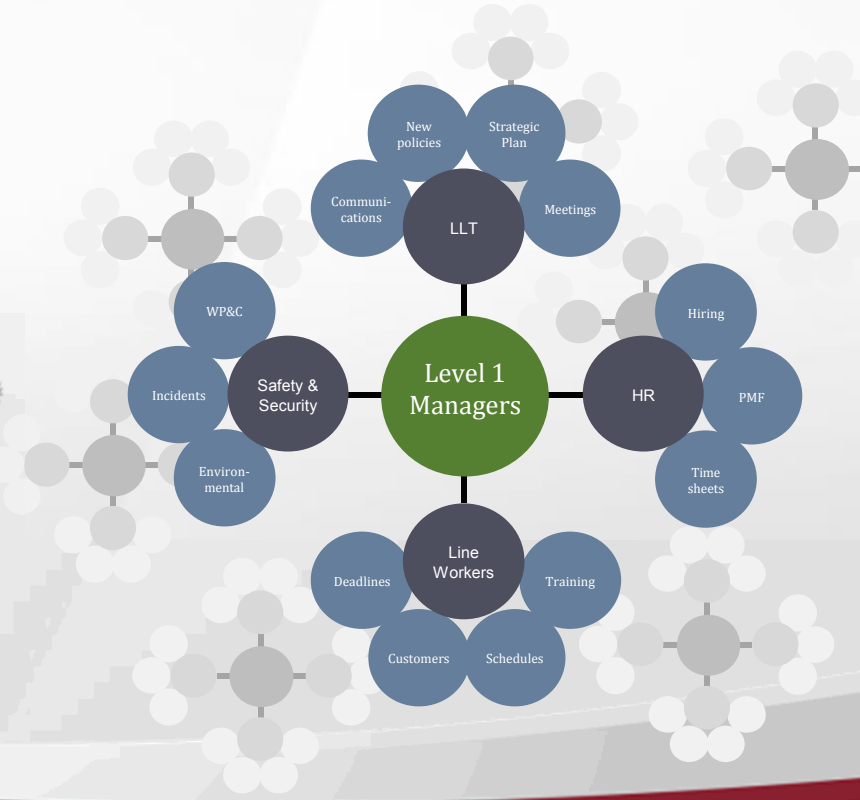 New
policies
Strategic
Plan
Communi-
cations
LLT
Meetings
WP&C
Hiring
Incidents
Safety &
Security
Level 1
Managers
HR
PMF
Environ-
mental
Time
sheets
Deadlines
Line
Workers
Training
Customers
Schedules